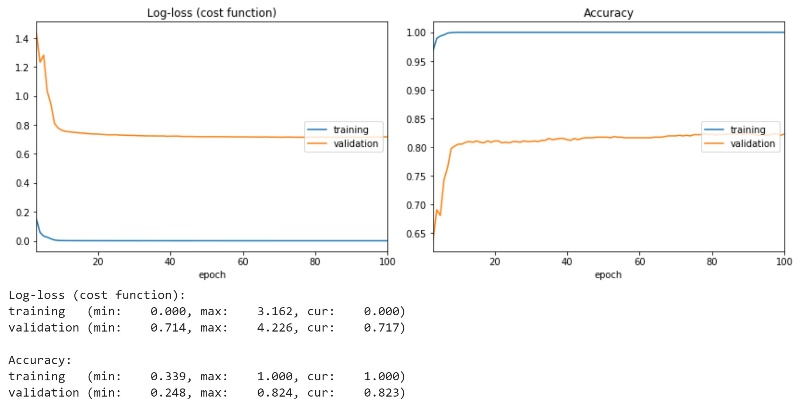 Log-loss (cost function)
1.4
1.2
1.0
0.8
0.6
0.4
0.2
0.0
training
validation
20
40
60
80
100
epoch
Accuracy
1.00
0.95
0.90
0.85
0.80
0.75
0.70
0.65
training
validation
20
40
60
80
100
epoch
Log-loss (cost function):
training   (min:    0.000, max:    3.162, cur:    0.000)
validation (min:    0.714, max:    4.226, cur:    0.717)
Accuracy:
training   (min:    0.339, max:    1.000, cur:    1.000)
validation (min:    0.248, max:    0.824, cur:    0.823)